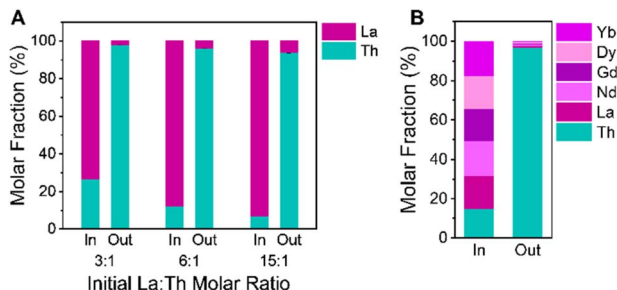 A
Molar Fraction (%)
100
80
60
40
20
0
In Out In Out In Out
3:1 6:1 15:1
Initial La:Th Molar Ratio
La
Th
B
Molar Fraction (%)
100
80
60
40
20
0
In Out
Yb
Dy
Gd
Nd
La
Th